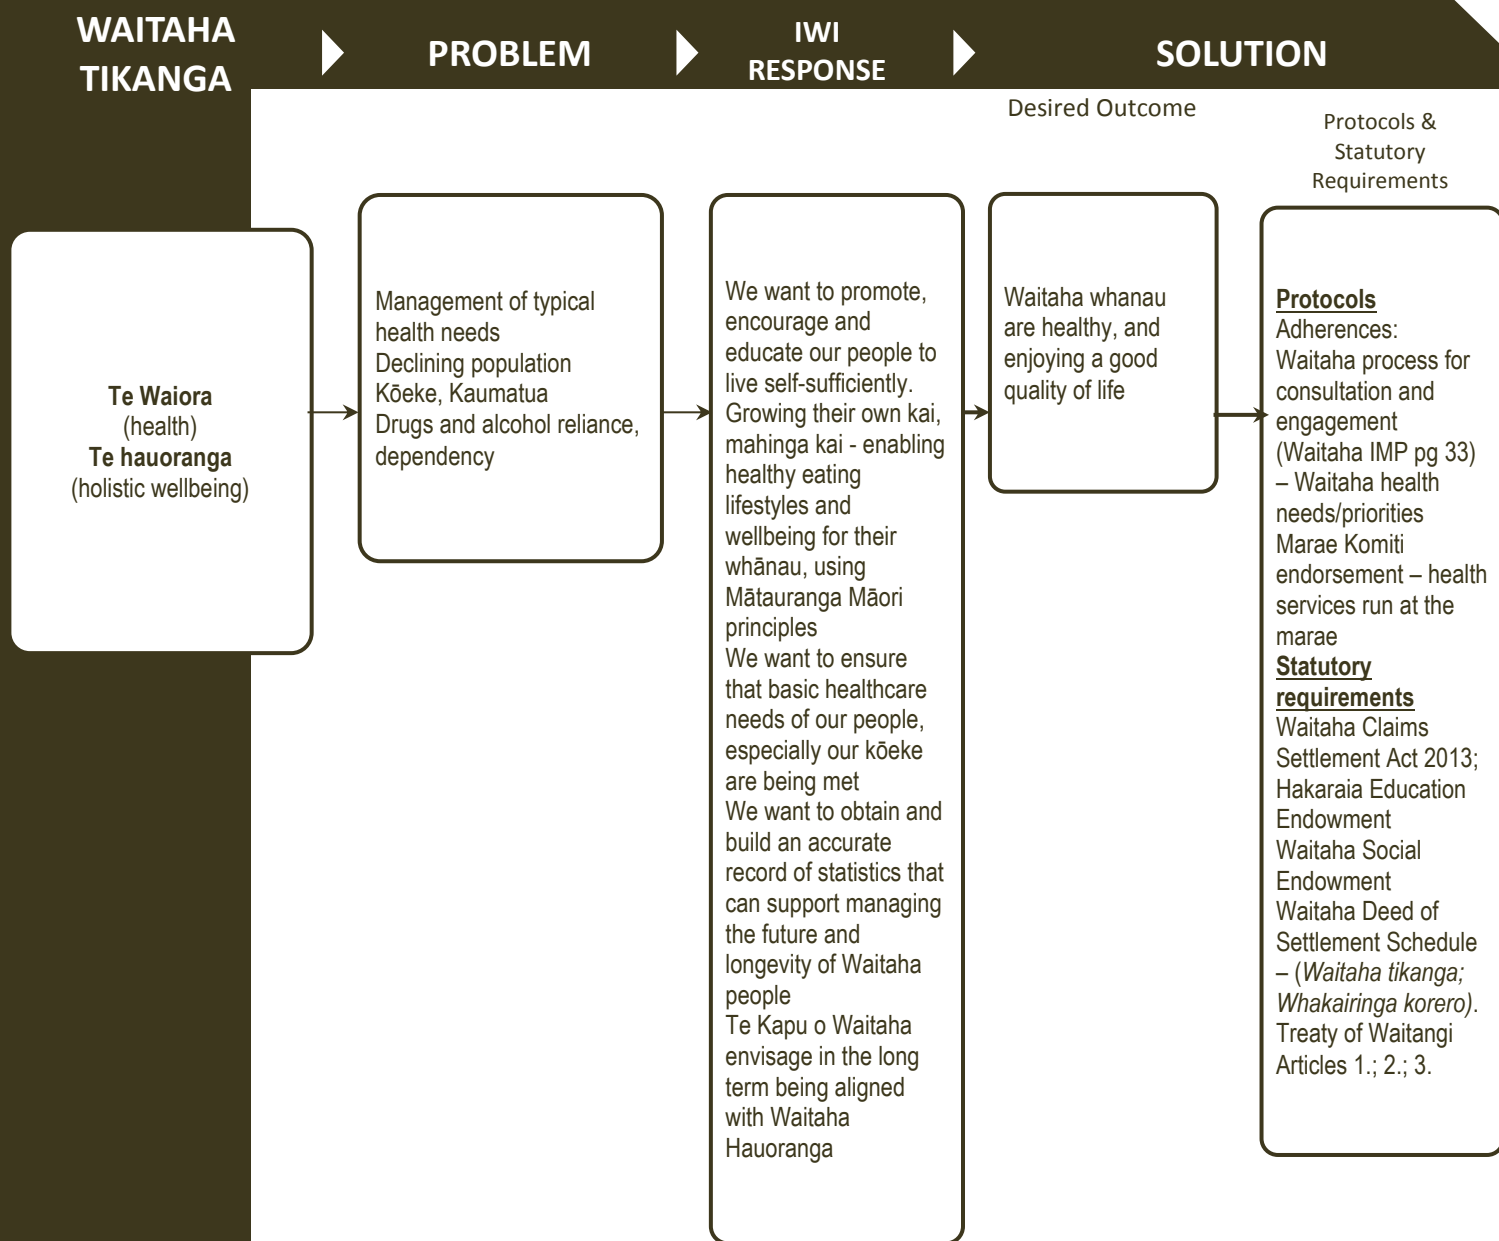 WAITAHA
TIKANGA
PROBLEM
IWI
RESPONSE
SOLUTION
Desired Outcome
Protocols &
Statutory
Requirements
Te Waiora
(health)
Te hauoranga
(holistic wellbeing)
Management of typical
health needs
Declining population
Kōeke, Kaumatua
Drugs and alcohol reliance,
dependency
We want to promote,
encourage and
educate our people to
live self-sufficiently.
Growing their own kai,
mahinga kai - enabling
healthy eating
lifestyles and
wellbeing for their
whānau, using
Mātauranga Māori
principles
We want to ensure
that basic healthcare
needs of our people,
especially our kōeke
are being met
We want to obtain and
build an accurate
record of statistics that
can support managing
the future and
longevity of Waitaha
people
Te Kapu o Waitaha
envisage in the long
term being aligned
with Waitaha
Hauoranga
Waitaha whanau
are healthy, and
enjoying a good
quality of life
Protocols
Adherences:
Waitaha process for
consultation and
engagement
(Waitaha IMP pg 33)
– Waitaha health
needs/priorities
Marae Komiti
endorsement – health
services run at the
marae
Statutory
requirements
Waitaha Claims
Settlement Act 2013;
Hakaraia Education
Endowment
Waitaha Social
Endowment
Waitaha Deed of
Settlement Schedule
– (Waitaha tikanga;
Whakairinga korero).
Treaty of Waitangi
Articles 1.; 2.; 3.